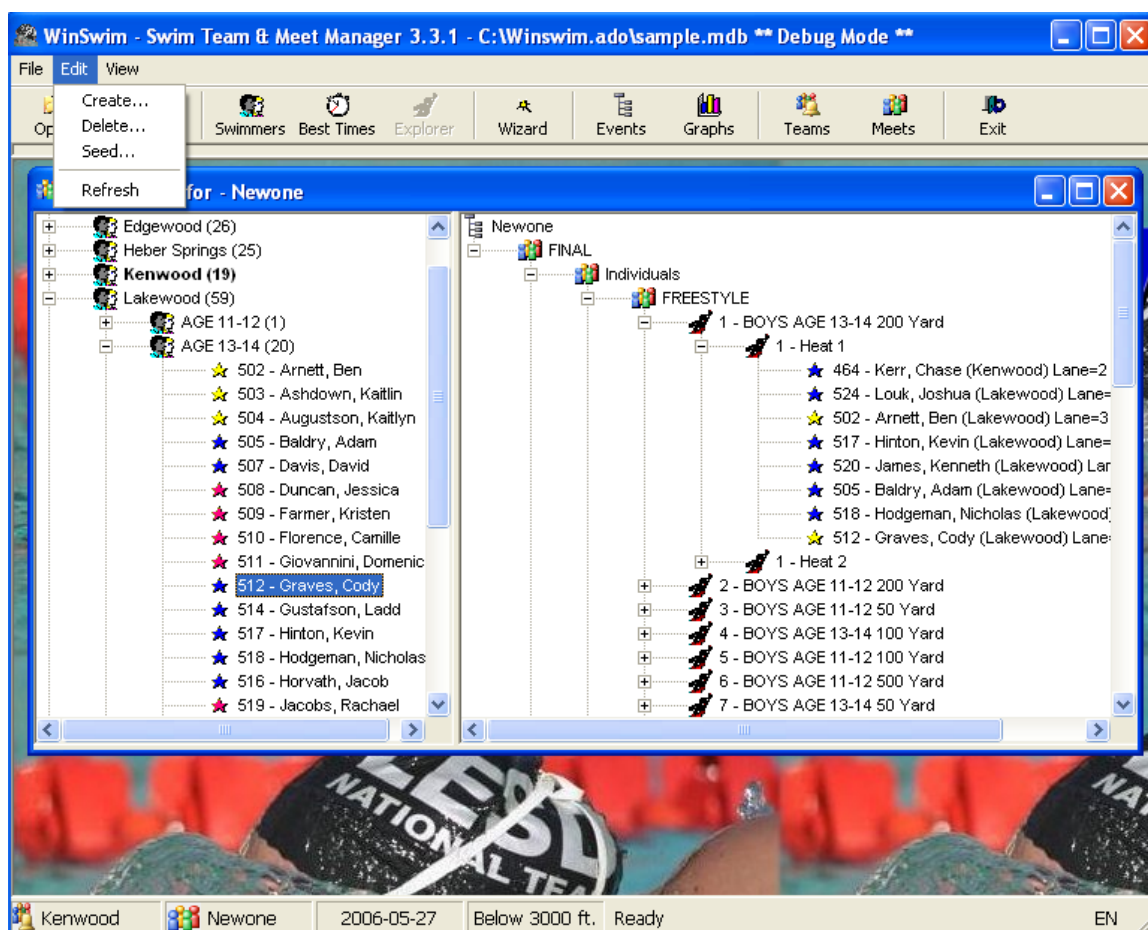 WinSwim - Swim Team & Meet Manager 3.3.1 - C:\Winswim.ado\sample.mdb ** Debug Mode **
File Edit View
Create...
Delete...
Seed...
Refresh
Op
Swimmers Best Times Explorer Wizard Events Graphs Teams Meets Exit
for - Newone
Edgewood (26)
Heber Springs (25)
Kenwood (19)
Lakewood (59)
AGE 11-12 (1)
AGE 13-14 (20)
502 - Arnett, Ben
503 - Ashdown, Kaitlin
504 - Augustson, Kaitlyn
505 - Baldry, Adam
507 - Davis, David
508 - Duncan, Jessica
509 - Farmer, Kristen
510 - Florence, Camille
511 - Giovannini, Domenic
512 - Graves, Cody
514 - Gustafson, Ladd
517 - Hinton, Kevin
518 - Hodgeman, Nicholas
516 - Horvath, Jacob
519 - Jacobs, Rachael
Newone
FINAL
Individuals
FREESTYLE
1 - BOYS AGE 13-14 200 Yard
1 - Heat 1
464 - Kerr, Chase (Kenwood) Lane=2
524 - Louk, Joshua (Lakewood) Lane=
502 - Arnett, Ben (Lakewood) Lane=3
517 - Hinton, Kevin (Lakewood) Lane=
520 - James, Kenneth (Lakewood) Lar
505 - Baldry, Adam (Lakewood) Lane=
518 - Hodgeman, Nicholas (Lakewood)
512 - Graves, Cody (Lakewood) Lane
1 - Heat 2
2 - BOYS AGE 11-12 200 Yard
3 - BOYS AGE 11-12 50 Yard
4 - BOYS AGE 13-14 100 Yard
5 - BOYS AGE 11-12 100 Yard
6 - BOYS AGE 11-12 500 Yard
7 - BOYS AGE 13-14 50 Yard
NATIONAL TEA
NA
Kenwood Newone 2006-05-27 Below 3000 ft. Ready EN